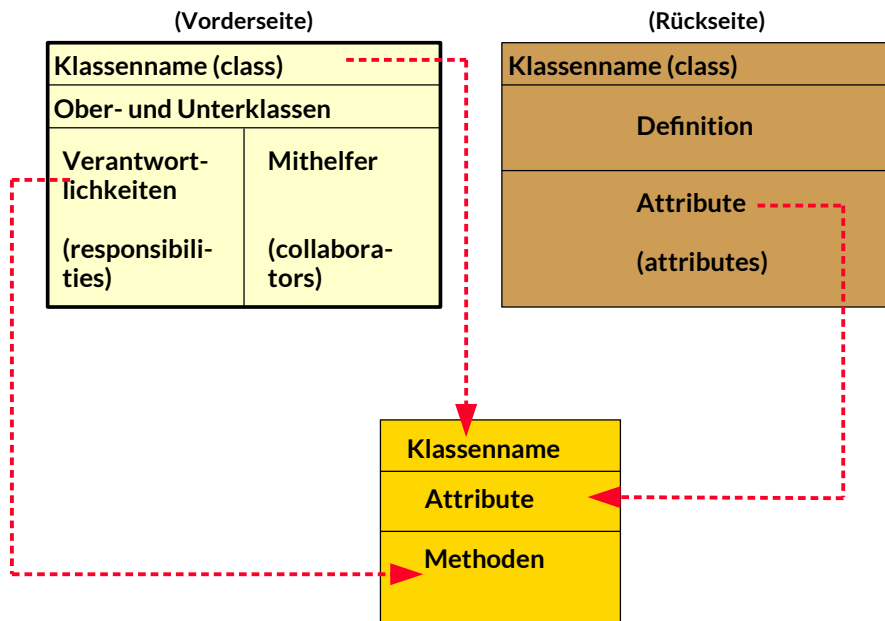 (Vorderseite)
Klassenname (class)
Ober- und Unterklassen
Verantwort-
lichkeiten
(responsibili-
ties)
Mithelfer
(collabora-
tors)
(Rückseite)
Klassenname (class)
Definition
Attribute
(attributes)
Klassenname
Attribute
Methoden